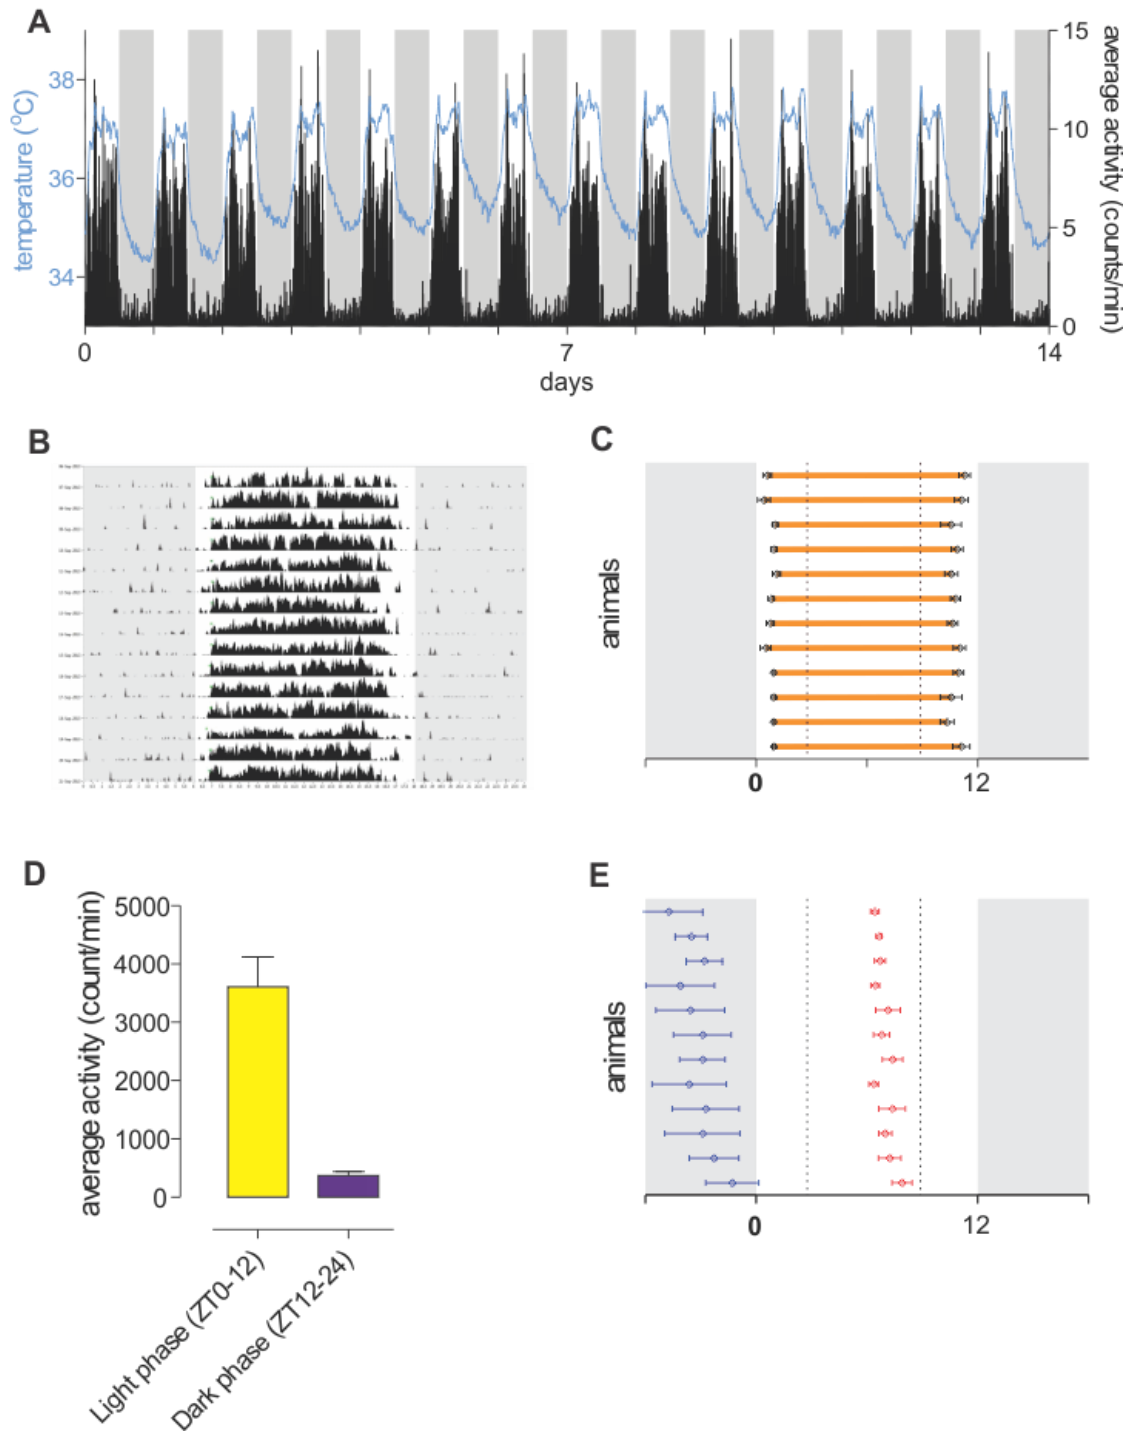 A
15
average activity (counts/min)
38
temperature (°C)
10
36
5
34
0
0
7
14
days
B
C
animals
0
12
D
E
5000
average activity (count/min)
4000
3000
2000
1000
0
Light phase (ZT0-12)
Dark phase (ZT12-24)
animals
0
12